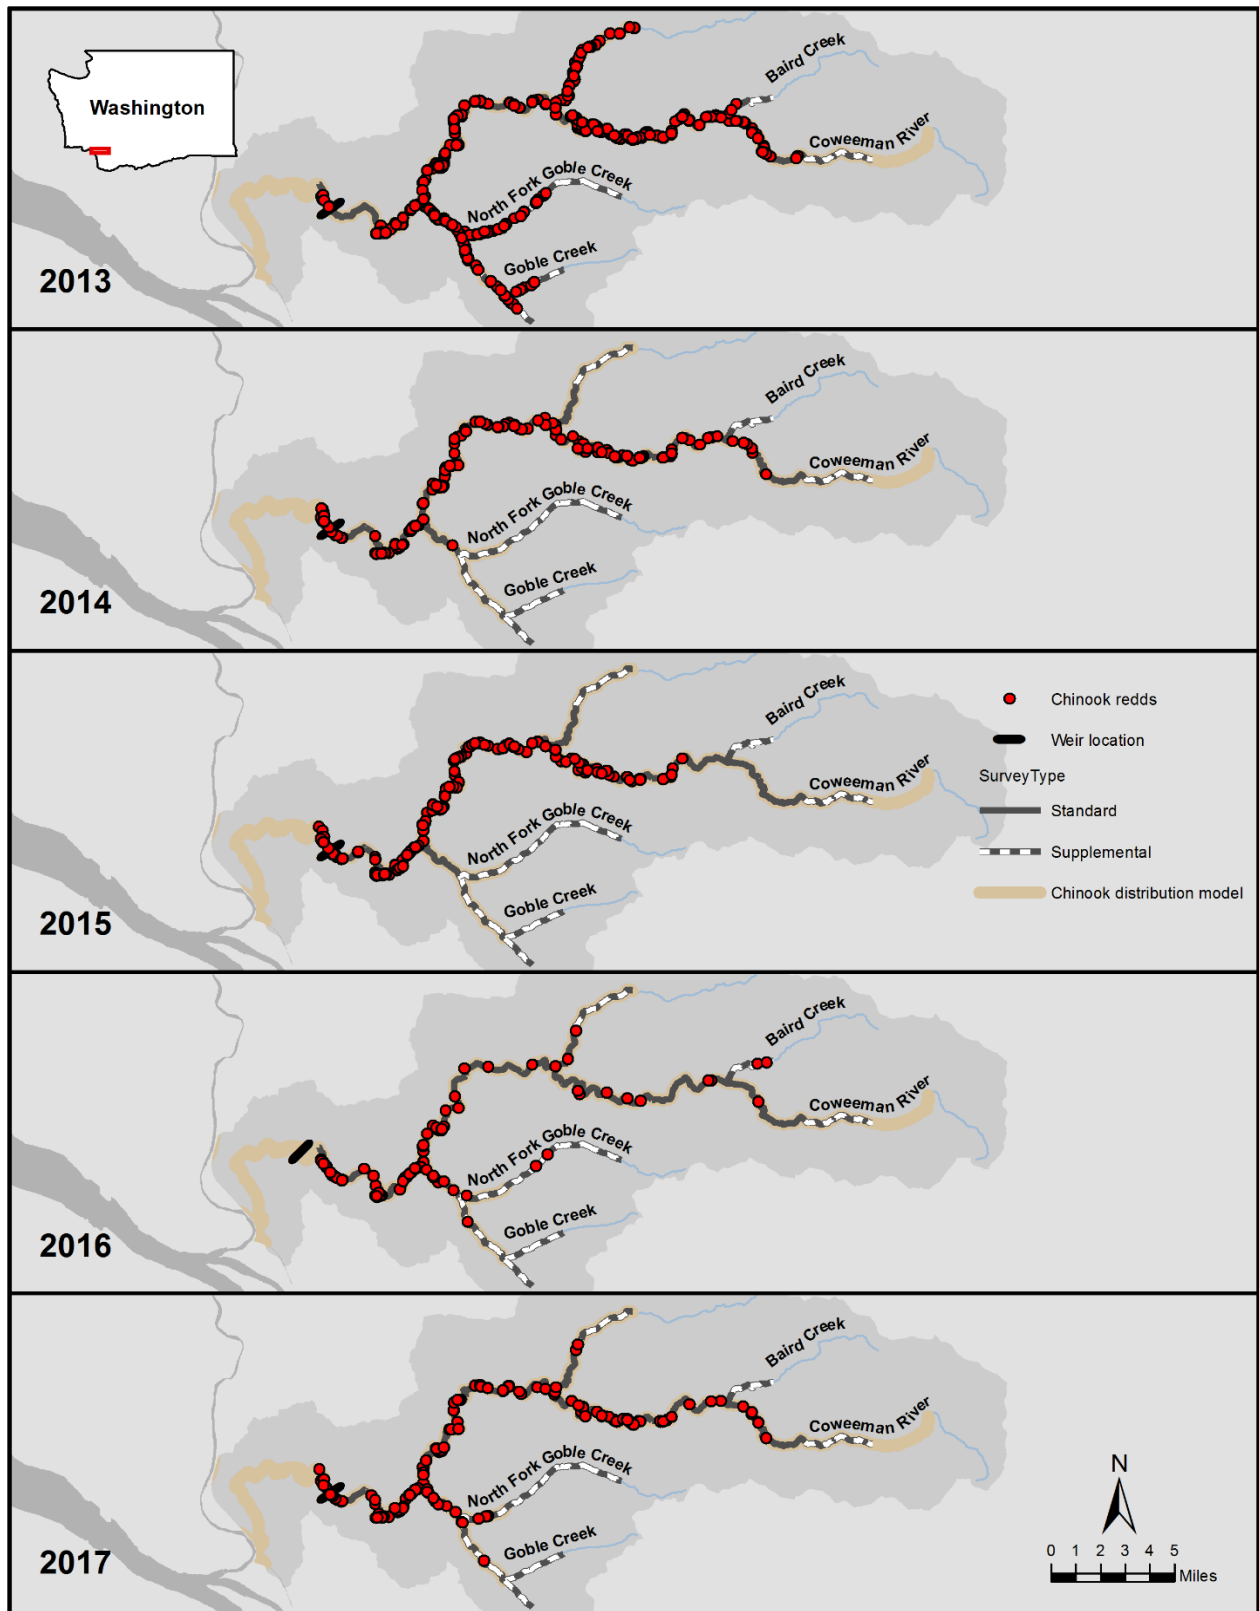 Washington
Baird Creek
Coweeman River
North Fork Goble Creek
Goble Creek
2013
Baird Creek
Coweeman River
North Fork Goble Creek
Goble Creek
2014
Baird Creek
Coweeman River
North Fork Goble Creek
Goble Creek
2015
Chinook redds
Weir location
SurveyType
Standard
Supplemental
Chinook distribution model
Baird Creek
Coweeman River
North Fork Goble Creek
Goble Creek
2016
Baird Creek
Coweeman River
North Fork Goble Creek
Goble Creek
2017
N
0 1 2 3 4 5
Miles